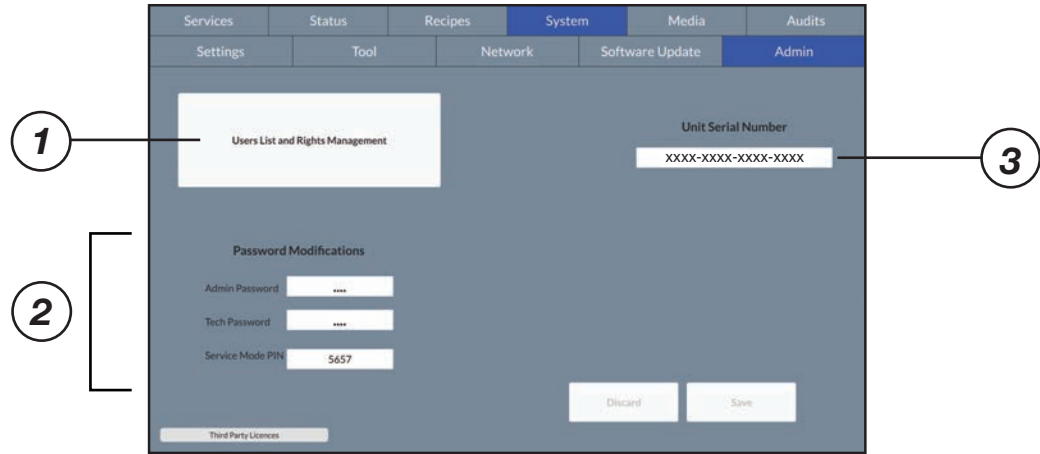 Services Status Recipes System Media Audits
Settings Tool Network Software Update Admin
1
Users List and Rights Management
Unit Serial Number
XXXX-XXXX-XXXX-XXXX
3
2
Password Modifications
Admin Password ....
Tech Password ....
Service Mode PIN 5657
Discard Save
Third Party Licences